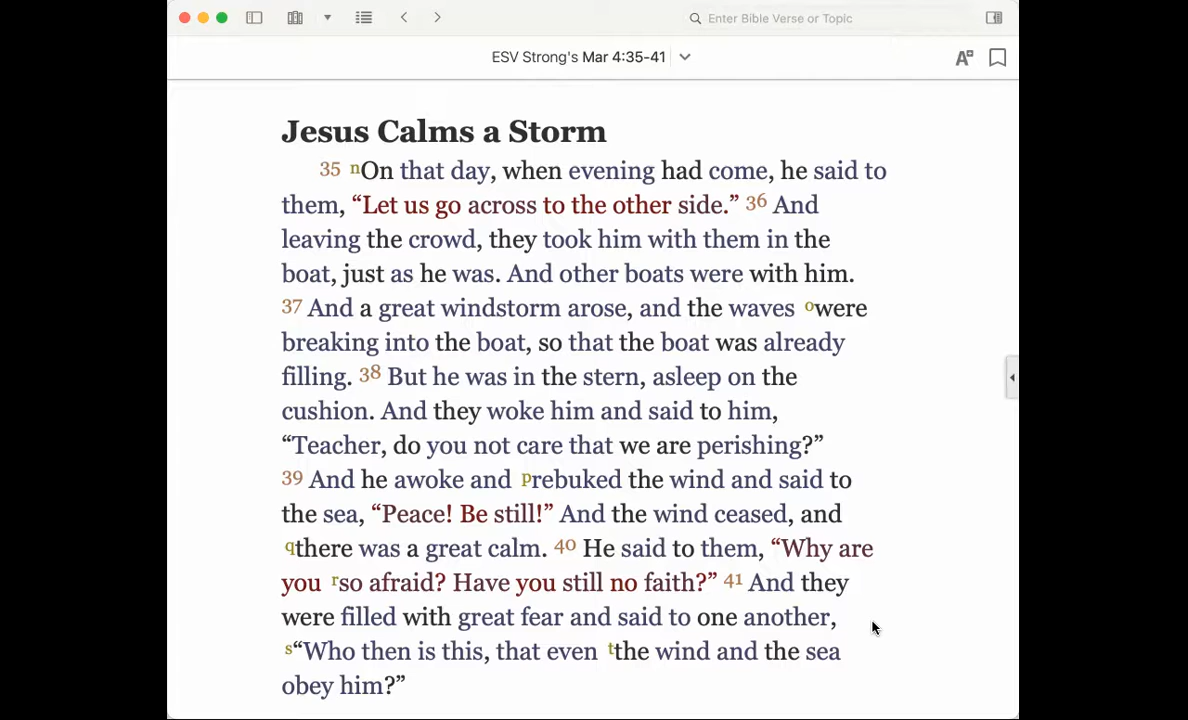 Enter Bible Verse or Topic
ESV Strong's Mar 4:35-41
A
Jesus Calms a Storm
35 nOn that day, when evening had come, he said to
them, “Let us go across to the other side.” 36 And
leaving the crowd, they took him with them in the
boat, just as he was. And other boats were with him.
37 And a great windstorm arose, and the waves owere
breaking into the boat, so that the boat was already
filling. 38 But he was in the stern, asleep on the
cushion. And they woke him and said to him,
“Teacher, do you not care that we are perishing?”
39 And he awoke and prebuked the wind and said to
the sea, “Peace! Be still!” And the wind ceased, and
qthere was a great calm. 40 He said to them, “Why are
you rso afraid? Have you still no faith?” 41 And they
were filled with great fear and said to one another,
s“Who then is this, that even tthe wind and the sea
obey him?”